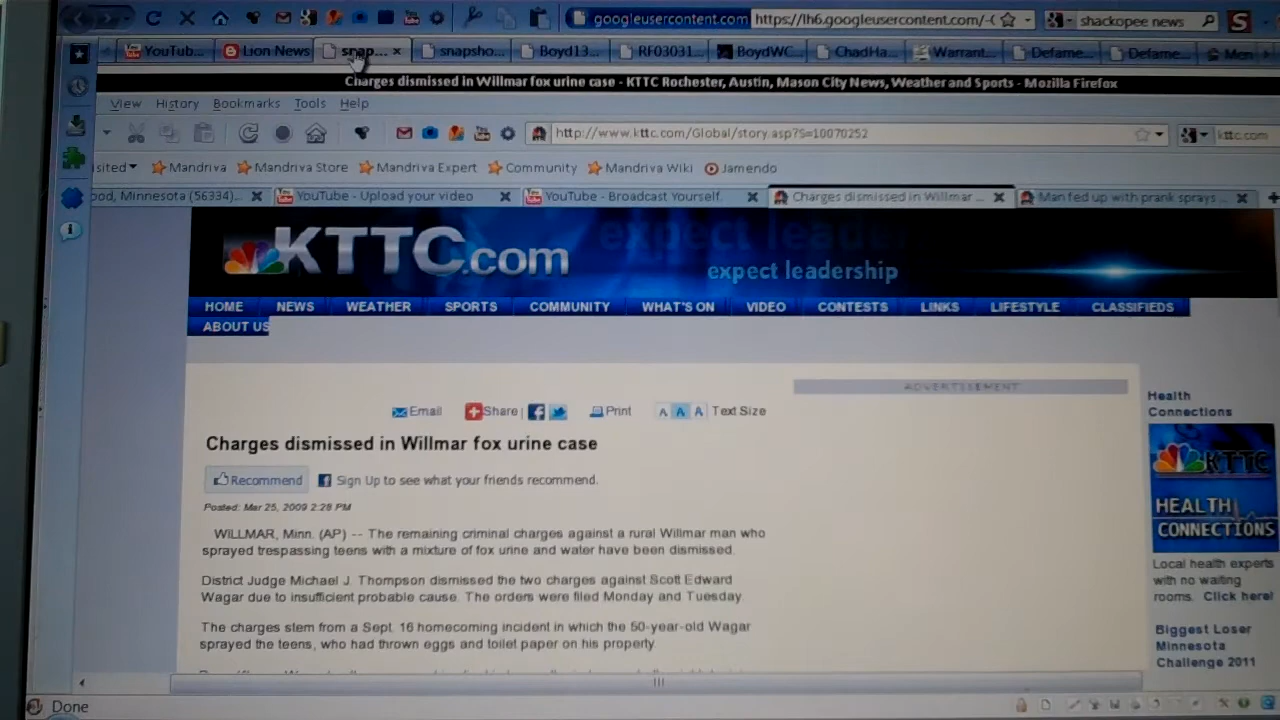 googleusercontent.com https://lh6.googleusercontent.com/- shackopee news
YouTub... Lion News snap... snapsho... Boyd13... RF03031. BoydWC... ChadHa... Warrant.. Defame... Defame...
Charges dismissed in Willmar fox urine case - KTTC Rochester, Austin, Mason City News, Weather and Sports - Mozilla Firefox
View History Bookmarks Tools Help
http://www.kttc.com/Global/story.asp?S=10070252 kttc.com
isited Mandriva Mandriva Store Mandriva Expert Community Mandriva Wiki Jamendo
ood, Minnesota (56334)... YouTube - Upload your video YouTube - Broadcast Yourself. Charges dismissed in Willmar ... Man fed up with prank sprays ...
KTTC.com
expect leadership
HOME NEWS WEATHER SPORTS COMMUNITY WHAT'S ON VIDEO CONTESTS LINKS LIFESTYLE CLASSIFIEDS
ABOUT US
ADVERTISEMENT
Email Share Print A A A Text Size
Charges dismissed in Willmar fox urine case
Recommend Sign Up to see what your friends recommend.
Posted: Mar 25, 2009 2:28 PM
WILLMAR, Minn. (AP) -- The remaining criminal charges against a rural Willmar man who
sprayed trespassing teens with a mixture of fox urine and water have been dismissed.
District Judge Michael J. Thompson dismissed the two charges against Scott Edward
Wagar due to insufficient probable cause. The orders were filed Monday and Tuesday.
The charges stem from a Sept. 16 homecoming incident in which the 50-year-old Wagar
sprayed the teens, who had thrown eggs and toilet paper on his property.
Health
Connections
KTTC
HEALTH
CONNECTIONS
Local health experts
with no waiting
rooms. Click here!
Biggest Loser
Minnesota
Challenge 2011
Done